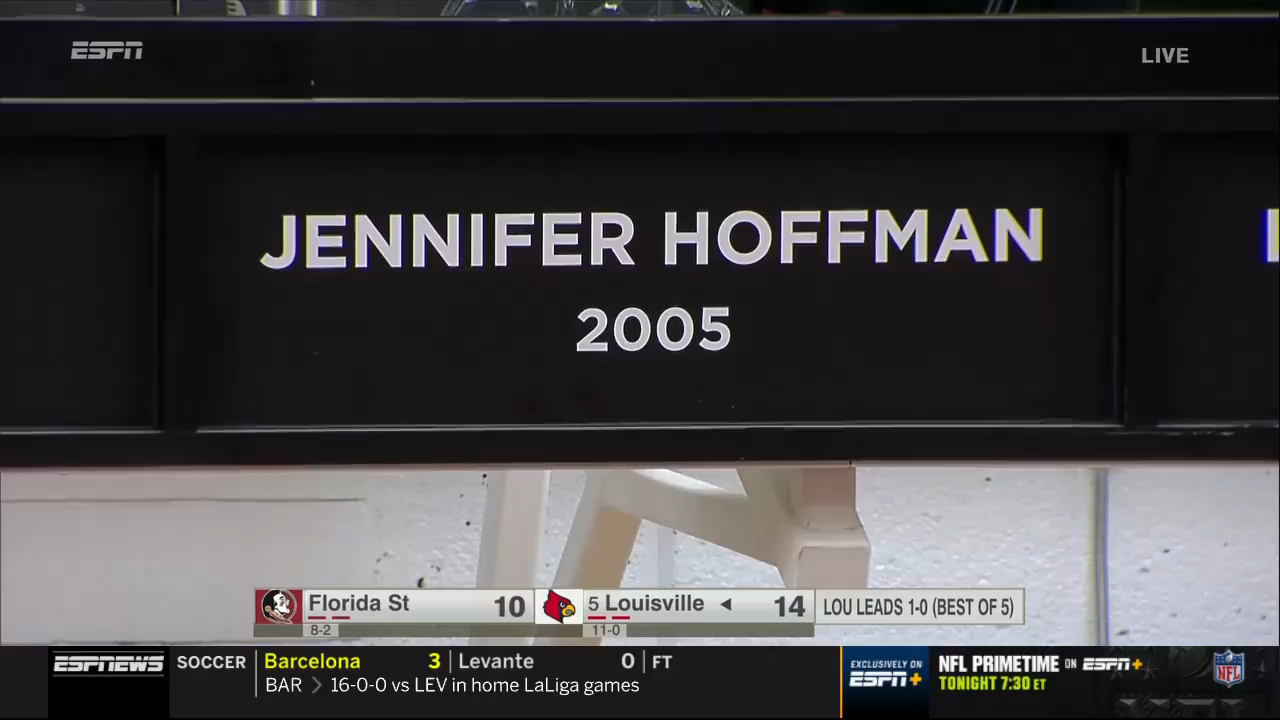 ESPN
LIVE
JENNIFER HOFFMAN
2005
Florida St 10 5 Louisville ◄ 14 LOU LEADS 1-0 (BEST OF 5)
8-2 11-0
ESPNEWS SOCCER Barcelona 3 Levante 0 FT
BAR > 16-0-0 vs LEV in home LaLiga games
EXCLUSIVELY ON
ESPN+
NFL PRIMETIME ON ESPN+
TONIGHT 7:30 ET
NFL